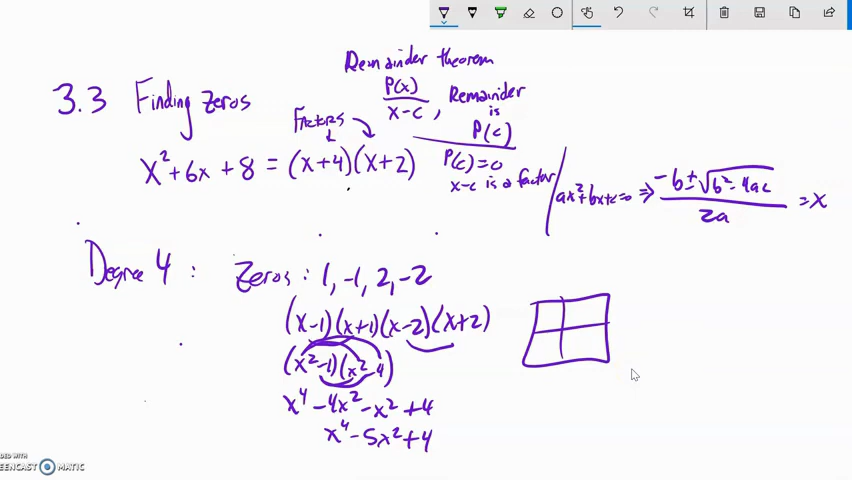 Remainder theorem
3.3 Finding zeros
P(x)
x-c ,
Remainder
is
P(c)
Factors
x²+6x+8 = (x+4)(x+2)
P(c)=0
x-c is a factor
ax²+bx+c=0 ⇒ -b±√b²-4ac
2a
=x
Degree 4 : Zeros : 1, -1, 2, -2
(x-1)(x+1)(x-2)(x+2)
(x²-1)(x²-4)
x⁴-4x²-x²+4
x⁴-5x²+4
EENCAST MATIC